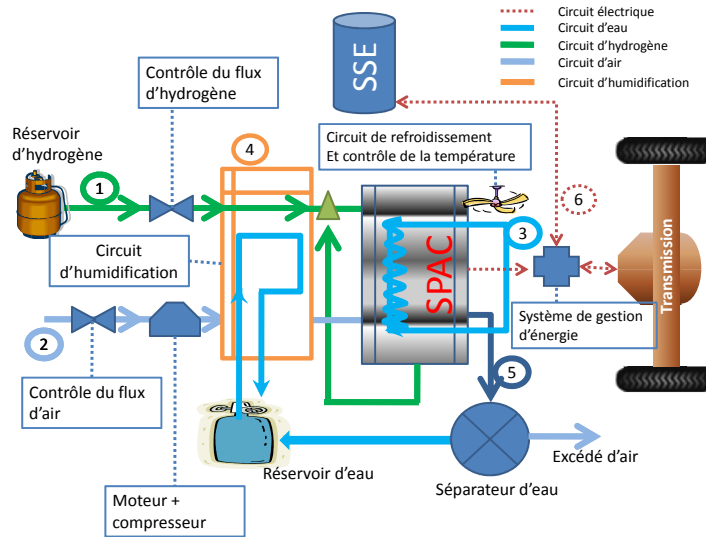 Circuit électrique
Circuit d'eau
Circuit d'hydrogène
Circuit d'air
Circuit d'humidification
SSE
Contrôle du flux
d'hydrogène
Réservoir
d'hydrogène
1
4
Circuit de refroidissement
Et contrôle de la température
6
3
Circuit
d'humidification
SPAC
Transmission
2
Système de gestion
d'énergie
Contrôle du flux
d'air
5
Excédé d'air
Réservoir d'eau
Séparateur d'eau
Moteur +
compresseur